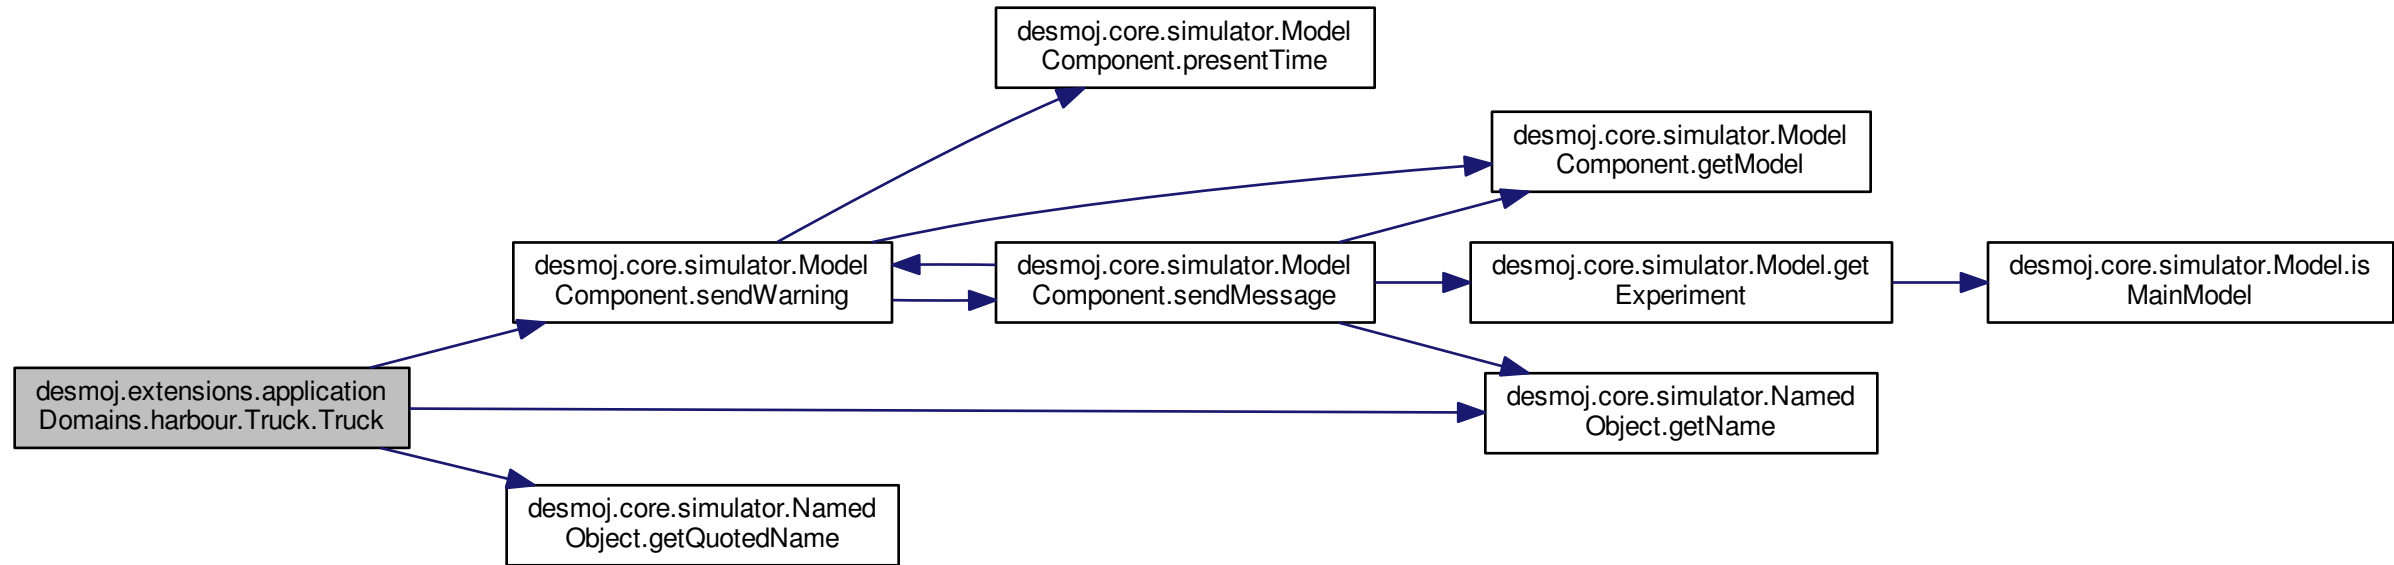 desmoj.core.simulator.Model
Component.presentTime
desmoj.core.simulator.Model
Component.getModel
desmoj.core.simulator.Model
Component.sendWarning
desmoj.core.simulator.Model
Component.sendMessage
desmoj.core.simulator.Model.get
Experiment
desmoj.core.simulator.Model.is
MainModel
desmoj.extensions.application
Domains.harbour.Truck.Truck
desmoj.core.simulator.Named
Object.getName
desmoj.core.simulator.Named
Object.getQuotedName